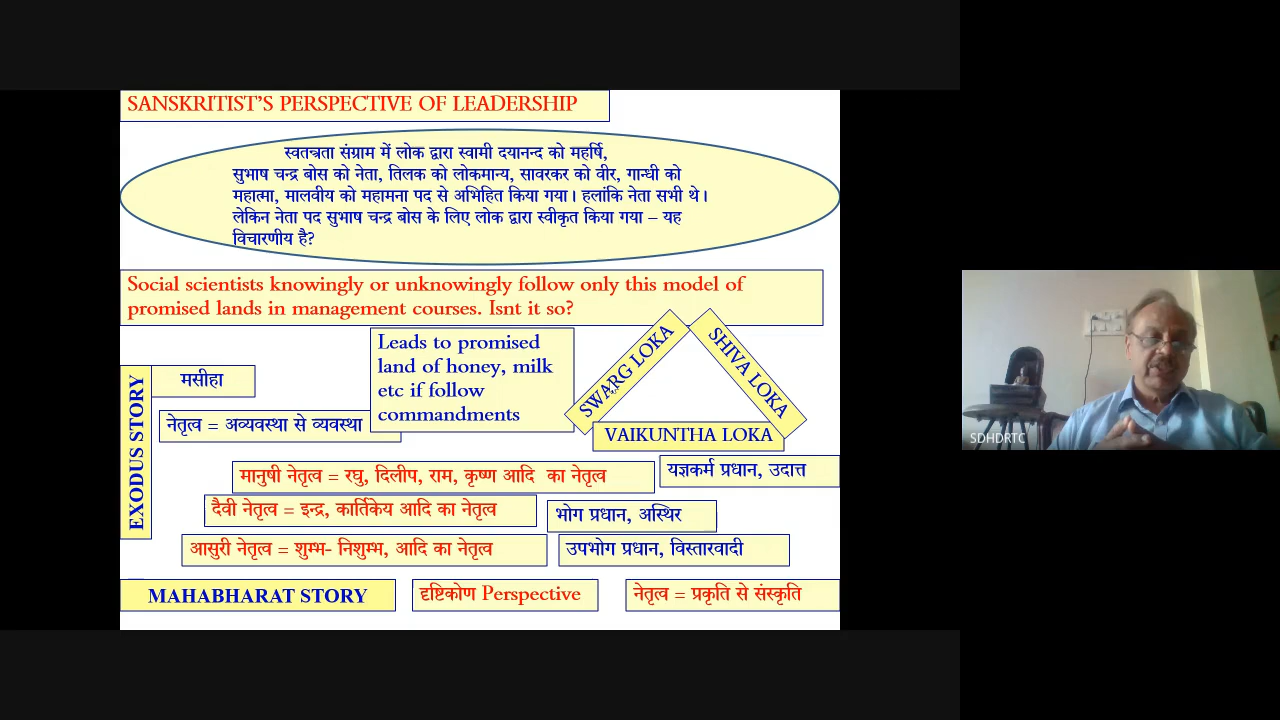 SANSKRITIST'S PERSPECTIVE OF LEADERSHIP
स्वतन्त्रता संग्राम में लोक द्वारा स्वामी दयानन्द को महर्षि,
सुभाष चन्द्र बोस को नेता, तिलक को लोकमान्य, सावरकर को वीर, गान्धी को
महात्मा, मालवीय को महामना पद से अभिहित किया गया। हलांकि नेता सभी थे।
लेकिन नेता पद सुभाष चन्द्र बोस के लिए लोक द्वारा स्वीकृत किया गया – यह
विचारणीय है?
Social scientists knowingly or unknowingly follow only this model of
promised lands in management courses. Isnt it so?
Leads to promised
land of honey, milk
etc if follow
commandments
SWARG LOKA
SHIVA LOKA
VAIKUNTHA LOKA
EXODUS STORY
मसीहा
नेतृत्व = अव्यवस्था से व्यवस्था
मानुषी नेतृत्व = रघु, दिलीप, राम, कृष्ण आदि का नेतृत्व
यज्ञकर्म प्रधान, उदात्त
दैवी नेतृत्व = इन्द्र, कार्तिकेय आदि का नेतृत्व
भोग प्रधान, अस्थिर
आसुरी नेतृत्व = शुम्भ- निशुम्भ, आदि का नेतृत्व
उपभोग प्रधान, विस्तारवादी
MAHABHARAT STORY
दृष्टिकोण Perspective
नेतृत्व = प्रकृति से संस्कृति
SDHDRTC